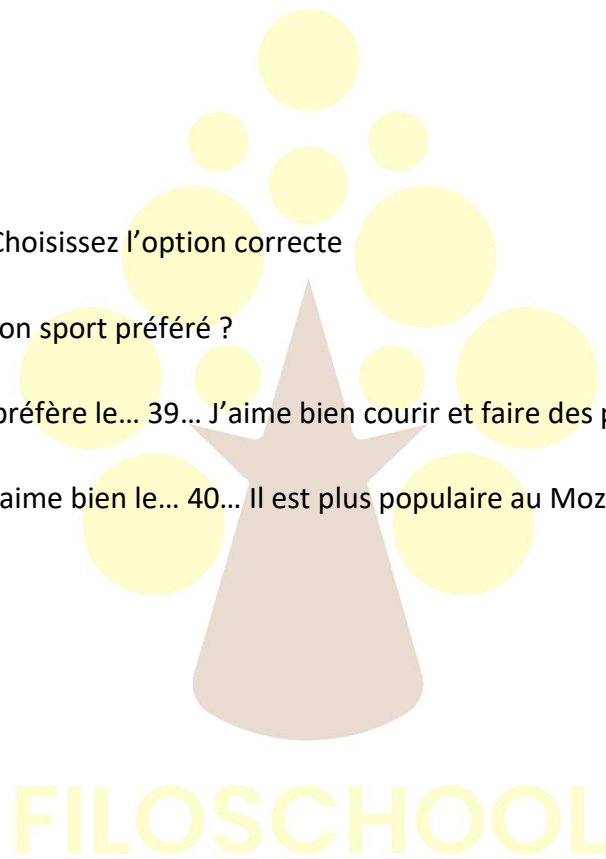 Choisissez l’option correcte
on sport préféré ?
préfère le… 39… J’aime bien courir et faire des
aime bien le… 40… Il est plus populaire au
FILOSCHOOL